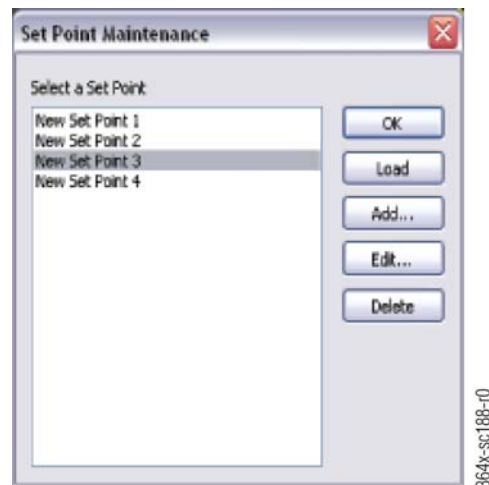 Set Point Maintenance
Select a Set Point
New Set Point 1
New Set Point 2
New Set Point 3
New Set Point 4
OK
Load
Add...
Edit...
Delete
864x-sc188-r0